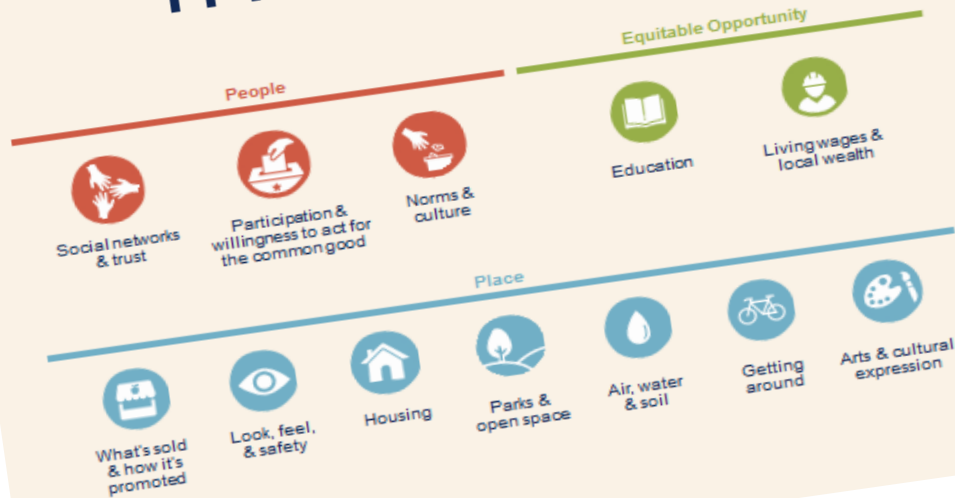 People
Equitable Opportunity
Social networks
& trust
Participation &
willingness to act for
the common good
Norms &
culture
Education
Living wages &
local wealth
Place
What's sold
& how it's
promoted
Look, feel,
& safety
Housing
Parks &
open space
Air, water
& soil
Getting
around
Arts & cultural
expression